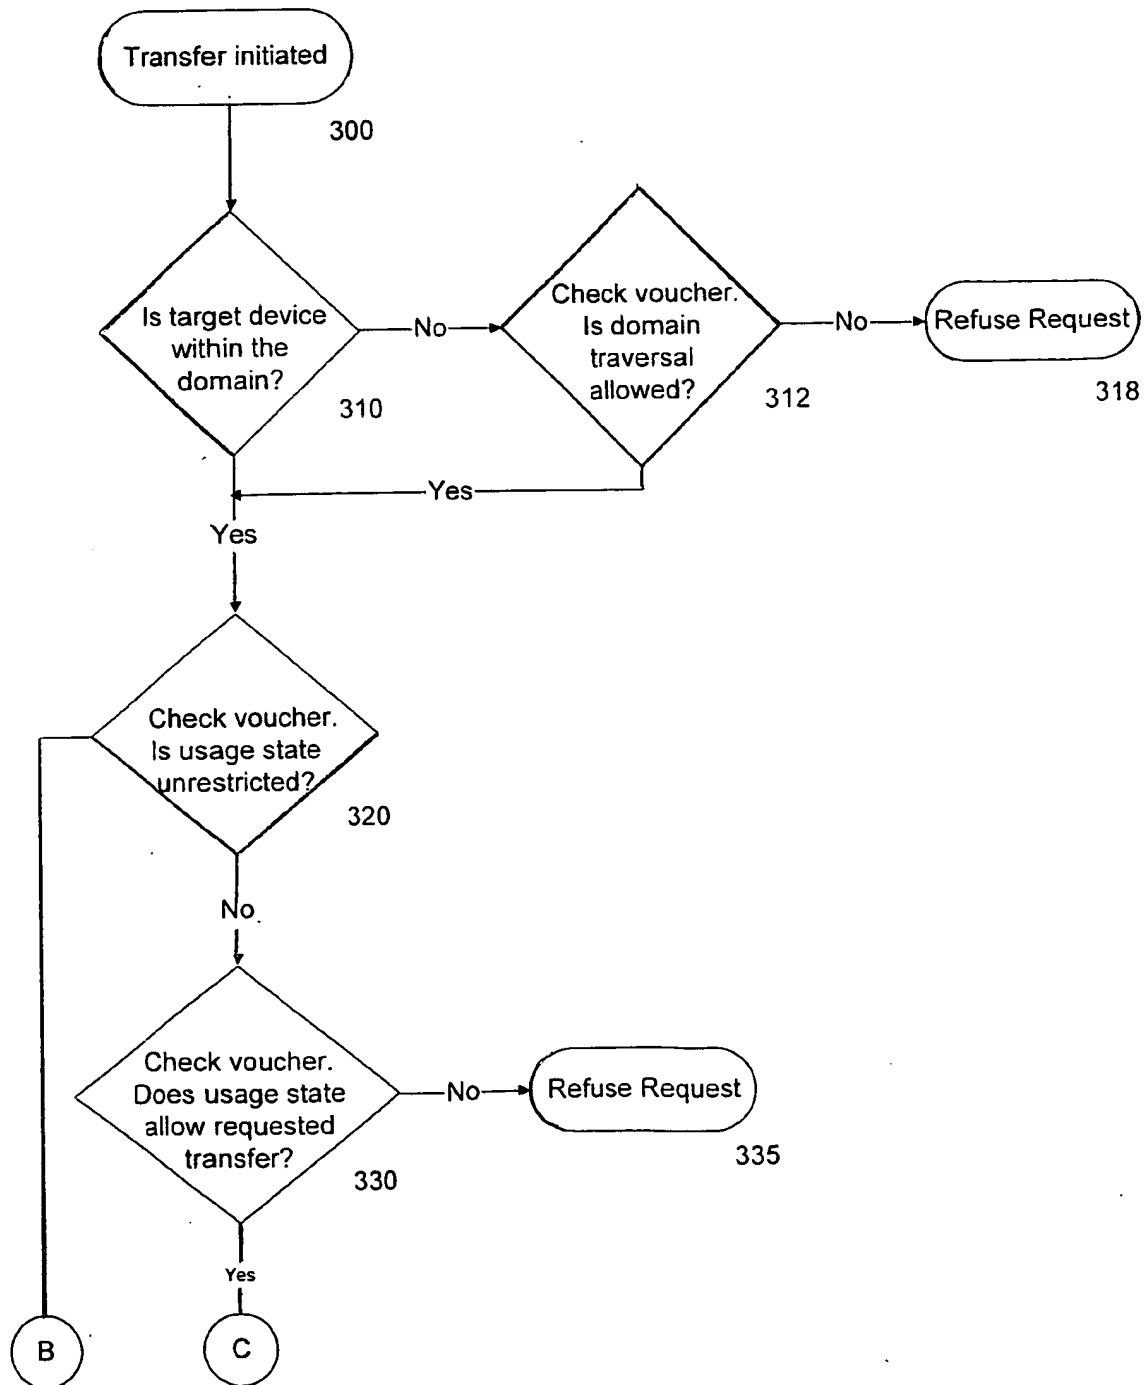 Transfer initiated
300
Is target device
within the
domain?
310
No
Check voucher.
Is domain
traversal
allowed?
312
No
Refuse Request
318
Yes
Yes
Check voucher.
Is usage state
unrestricted?
320
No
Check voucher.
Does usage state
allow requested
transfer?
330
No
Refuse Request
335
Yes
B
C